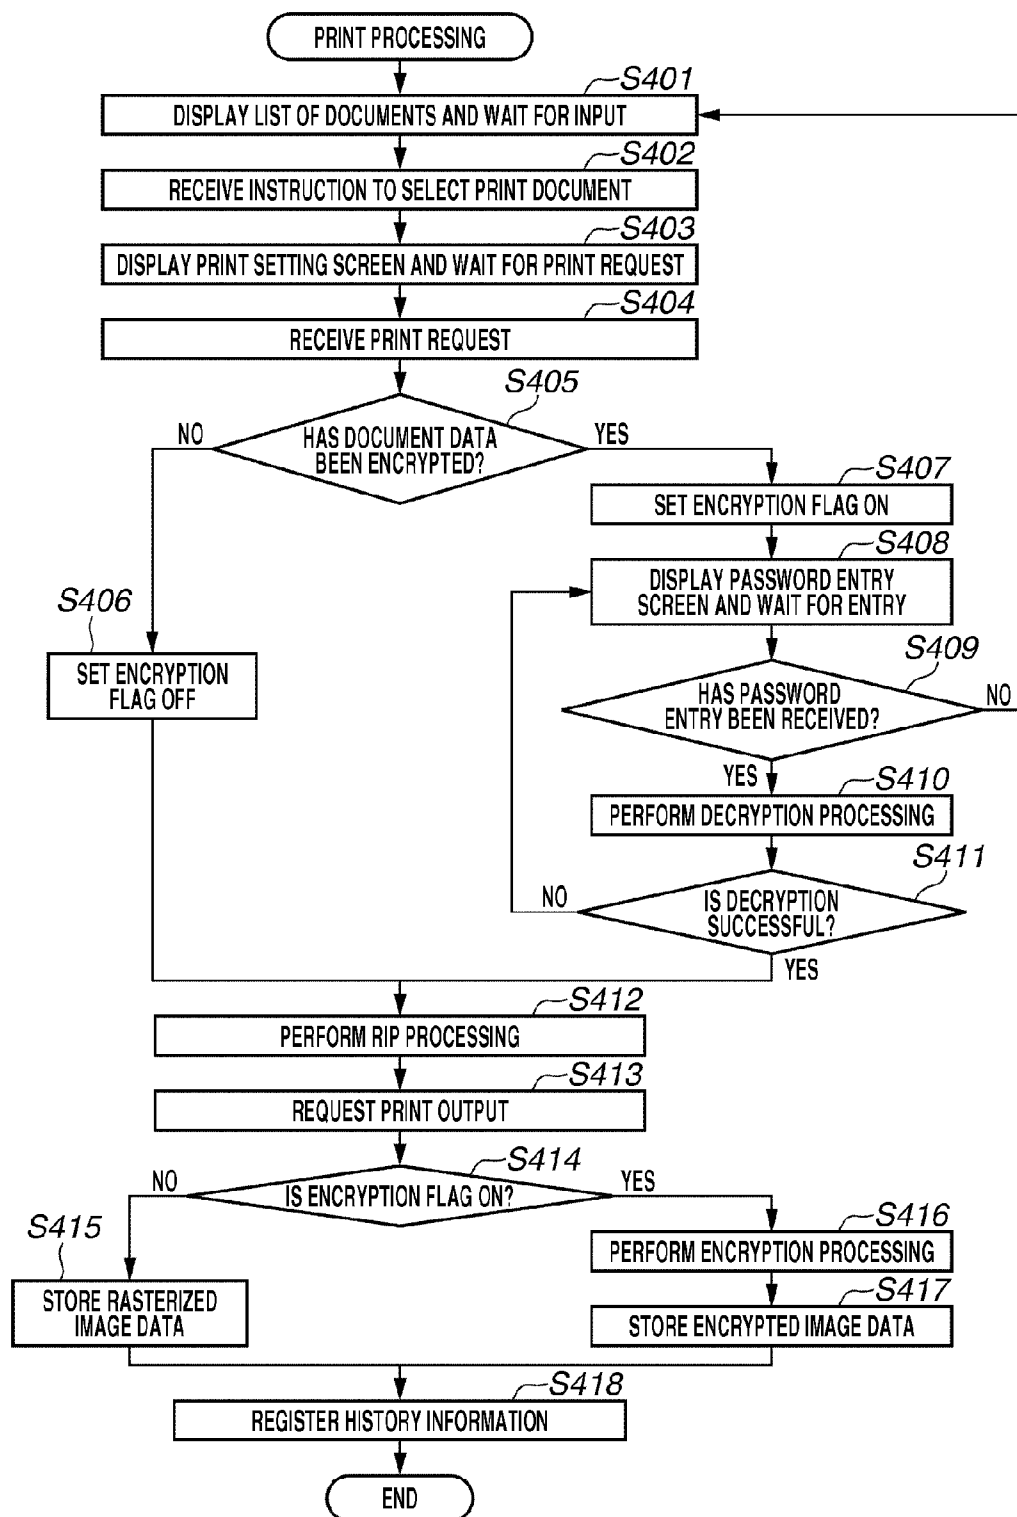 PRINT PROCESSING
S401
DISPLAY LIST OF DOCUMENTS AND WAIT FOR INPUT
S402
RECEIVE INSTRUCTION TO SELECT PRINT DOCUMENT
S403
DISPLAY PRINT SETTING SCREEN AND WAIT FOR PRINT REQUEST
S404
RECEIVE PRINT REQUEST
S405
NO
HAS DOCUMENT DATA
BEEN ENCRYPTED?
YES
S407
SET ENCRYPTION FLAG ON
S408
DISPLAY PASSWORD ENTRY
SCREEN AND WAIT FOR ENTRY
S406
SET ENCRYPTION
FLAG OFF
S409
HAS PASSWORD
ENTRY BEEN RECEIVED?
NO
YES
S410
PERFORM DECRYPTION PROCESSING
S411
NO
IS DECRYPTION
SUCCESSFUL?
YES
S412
PERFORM RIP PROCESSING
S413
REQUEST PRINT OUTPUT
S414
NO
IS ENCRYPTION FLAG ON?
YES
S415
STORE RASTERIZED
IMAGE DATA
S416
PERFORM ENCRYPTION PROCESSING
S417
STORE ENCRYPTED IMAGE DATA
S418
REGISTER HISTORY INFORMATION
END